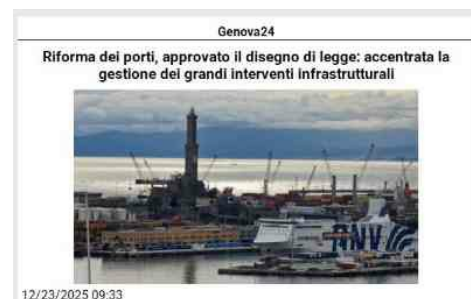 Genova24
Riforma dei porti, approvato il disegno di legge: accentrata la
gestione dei grandi interventi infrastrutturali
12/23/2025 09:33